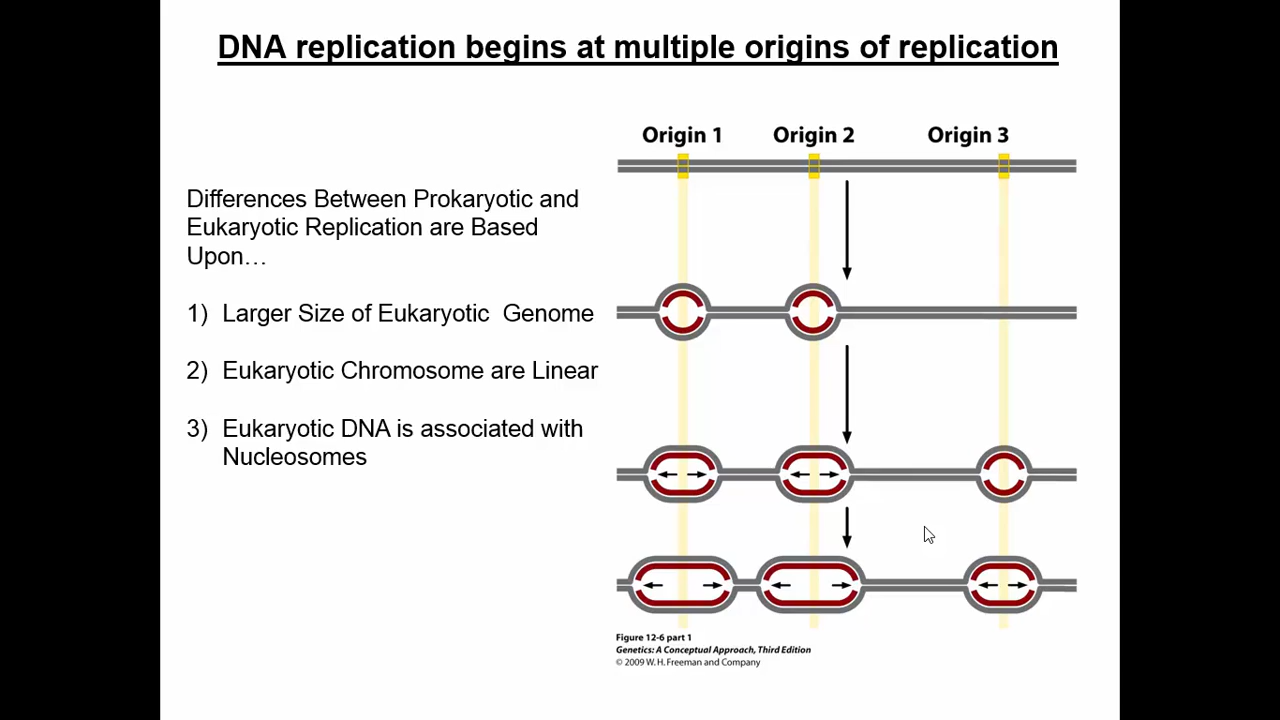 DNA replication begins at multiple origins of replication
Differences Between Prokaryotic and
Eukaryotic Replication are Based
Upon…
1) Larger Size of Eukaryotic Genome
2) Eukaryotic Chromosome are Linear
3) Eukaryotic DNA is associated with
Nucleosomes
Origin 1 Origin 2 Origin 3
Figure 12-6 part 1
Genetics: A Conceptual Approach, Third Edition
© 2009 W. H. Freeman and Company